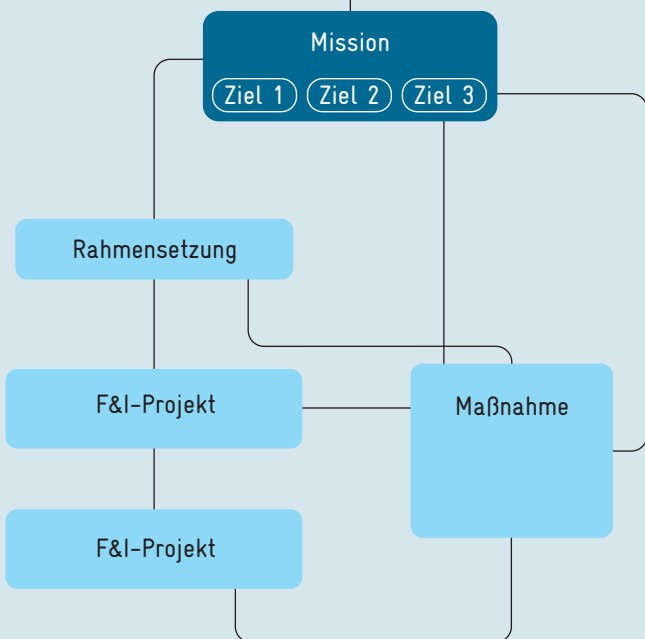 Mission
Ziel 1 Ziel 2 Ziel 3
Rahmensetzung
F&I-Projekt
Maßnahme
F&I-Projekt